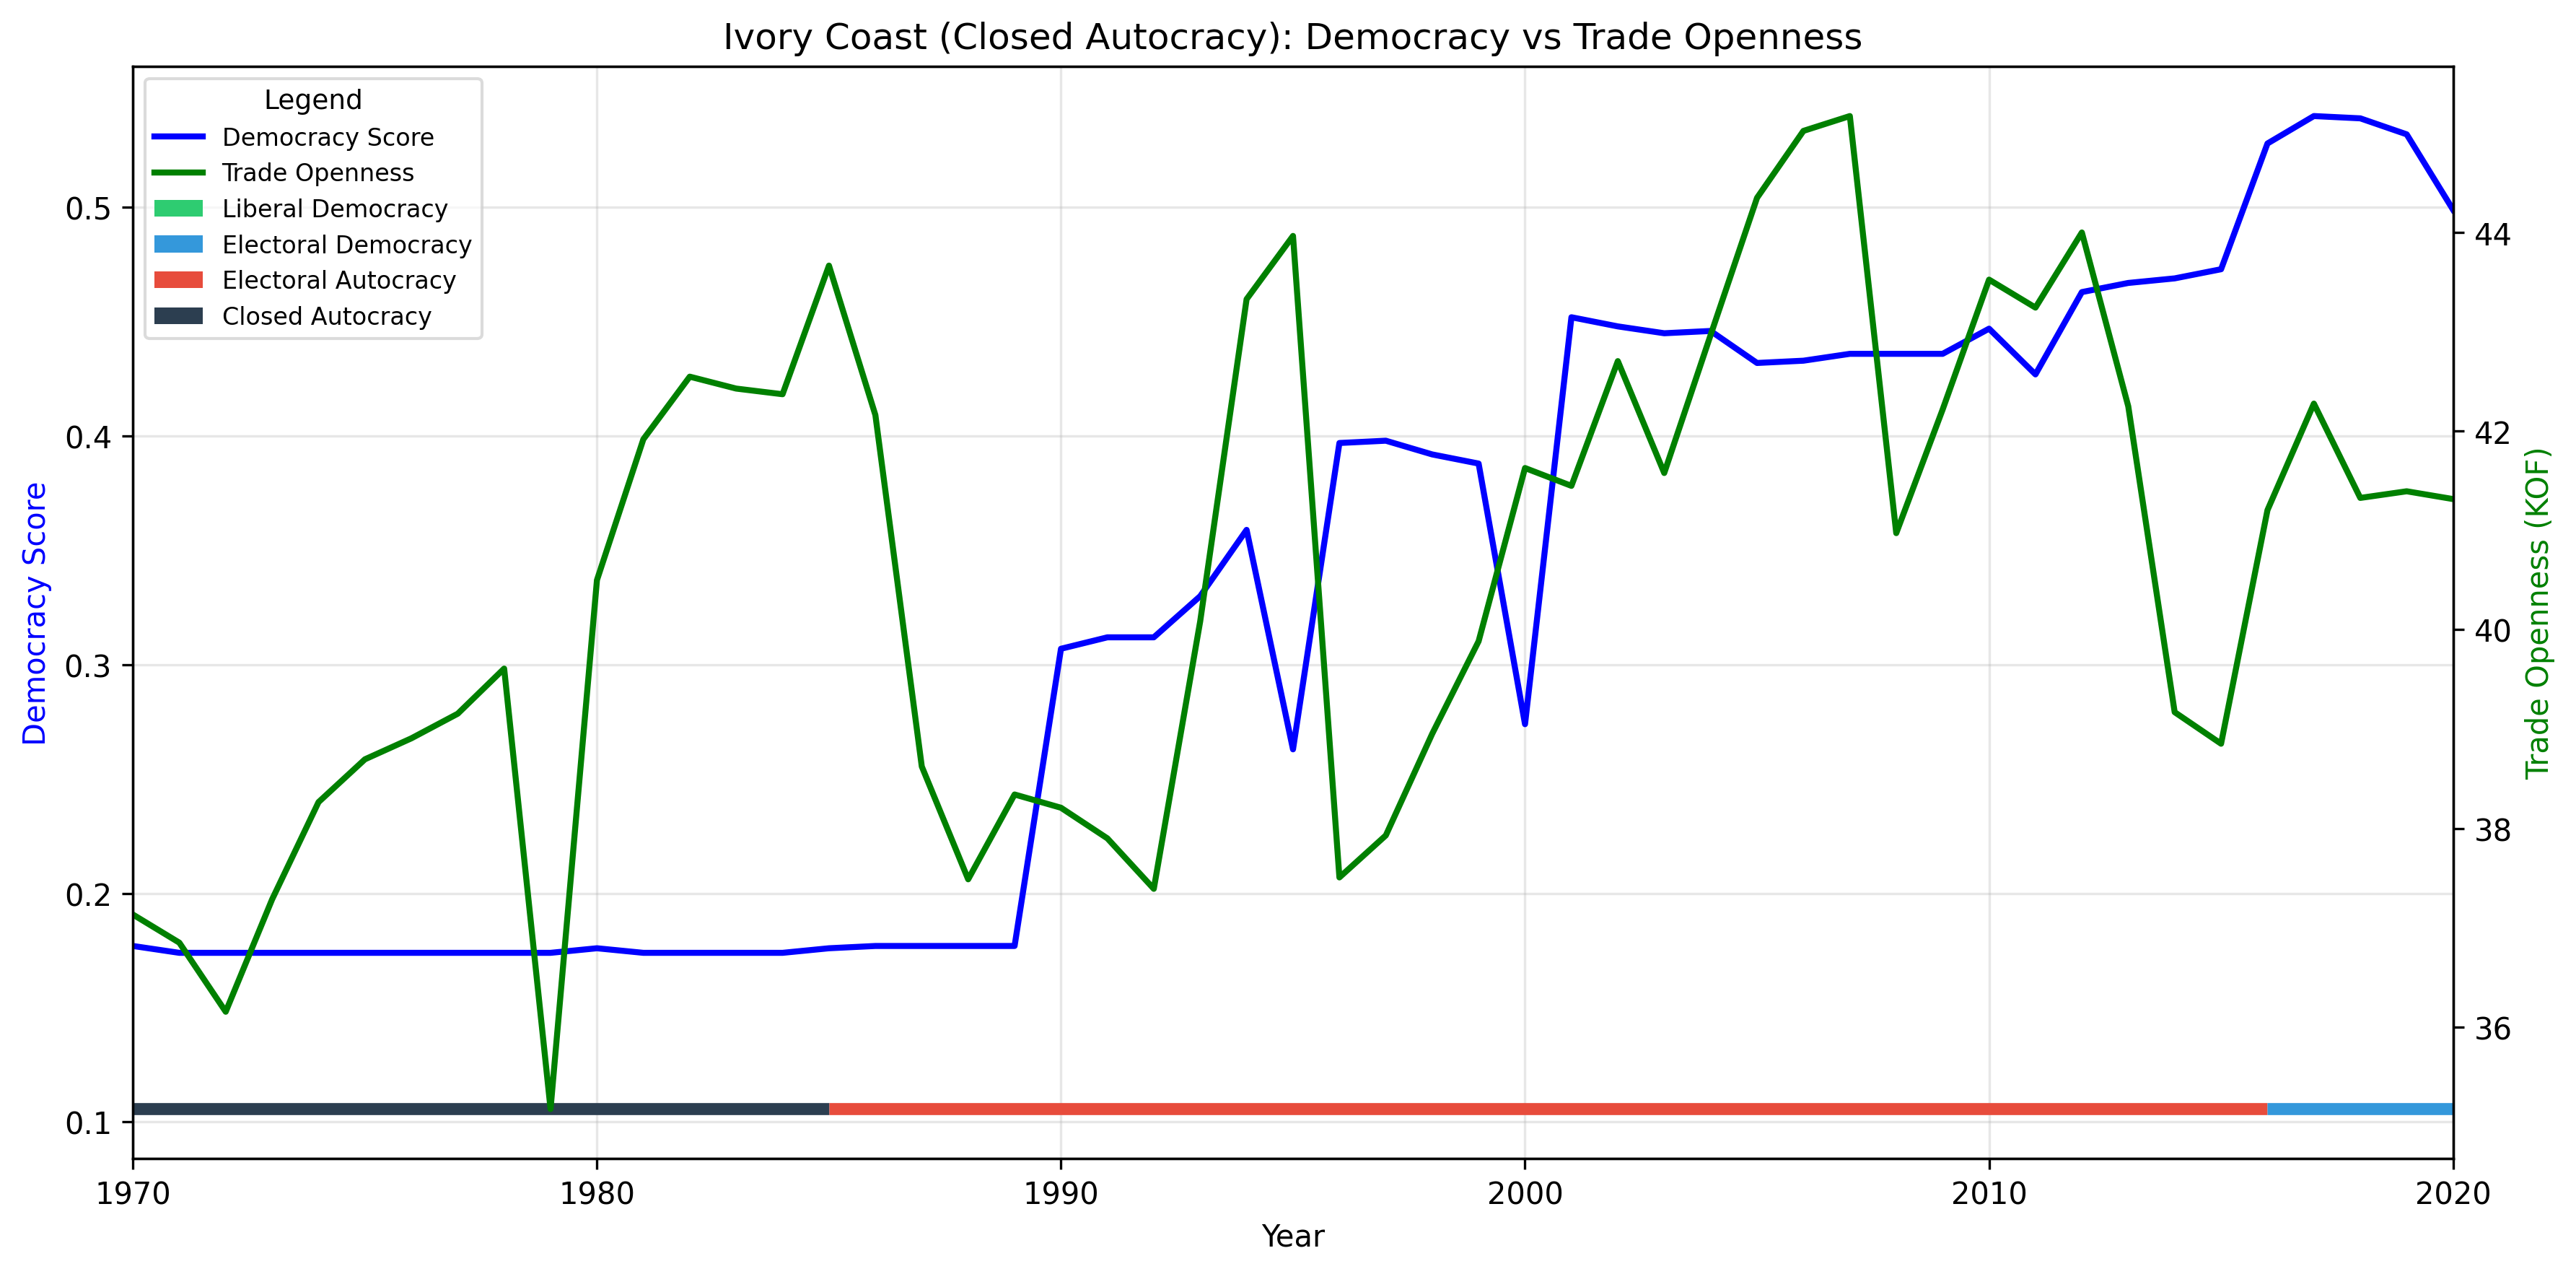 Ivory Coast (Closed Autocracy): Democracy vs Trade Openness
Legend
Democracy Score
Trade Openness
Liberal Democracy
Electoral Democracy
Electoral Autocracy
Closed Autocracy
0.5
0.4
0.3
0.2
0.1
Democracy Score
44
42
40
38
36
Trade Openness (KOF)
1970 1980 1990 2000 2010 2020
Year